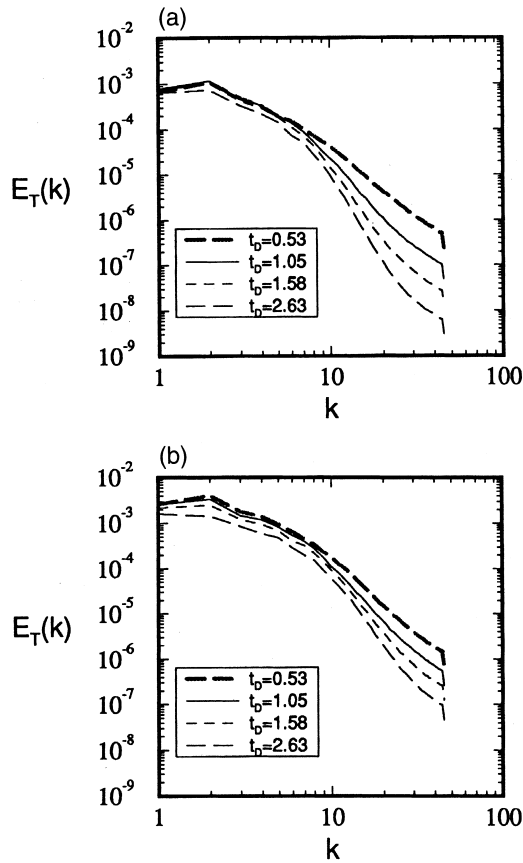 (a)
10⁻²
10⁻³
10⁻⁴
10⁻⁵
10⁻⁶
10⁻⁷
10⁻⁸
10⁻⁹
E_T(k)
t_D=0.53
t_D=1.05
t_D=1.58
t_D=2.63
1 10 100
k
(b)
10⁻²
10⁻³
10⁻⁴
10⁻⁵
10⁻⁶
10⁻⁷
10⁻⁸
10⁻⁹
E_T(k)
t_D=0.53
t_D=1.05
t_D=1.58
t_D=2.63
1 10 100
k